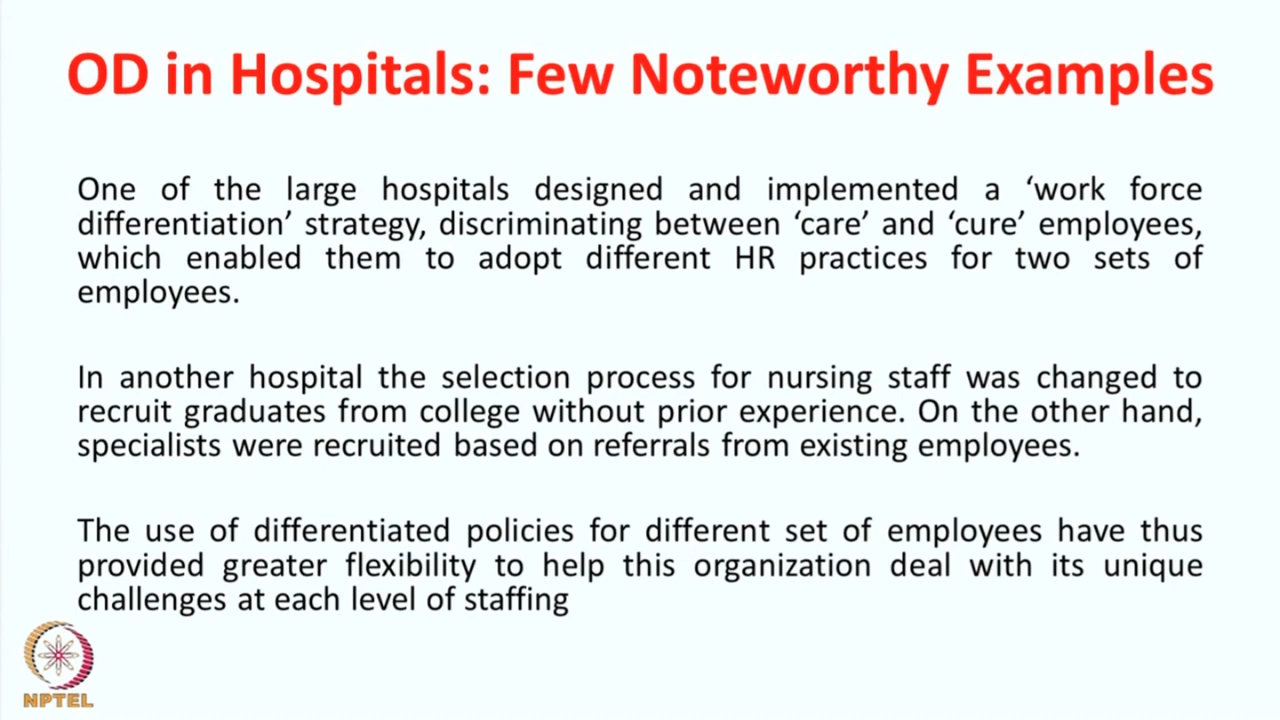 OD in Hospitals: Few Noteworthy Examples
One of the large hospitals designed and implemented a ‘work force
differentiation’ strategy, discriminating between ‘care’ and ‘cure’ employees,
which enabled them to adopt different HR practices for two sets of
employees.
In another hospital the selection process for nursing staff was changed to
recruit graduates from college without prior experience. On the other hand,
specialists were recruited based on referrals from existing employees.
The use of differentiated policies for different set of employees have thus
provided greater flexibility to help this organization deal with its unique
challenges at each level of staffing
NPTEL